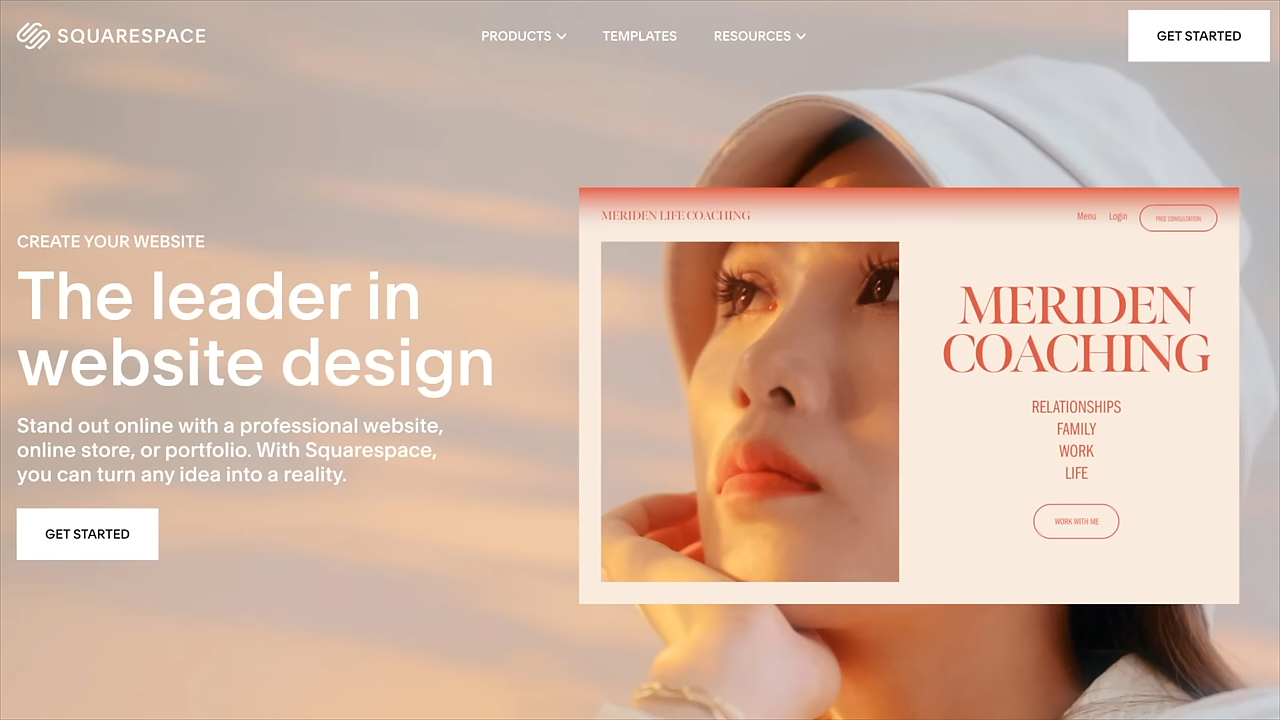 SQUARESPACE
PRODUCTS
TEMPLATES
RESOURCES
GET STARTED
CREATE YOUR WEBSITE
The leader in
website design
Stand out online with a professional website,
online store, or portfolio. With Squarespace,
you can turn any idea into a reality.
GET STARTED
MERIDEN LIFE COACHING
Menu
Login
FREE CONSULTATION
MERIDEN
COACHING
RELATIONSHIPS
FAMILY
WORK
LIFE
WORK WITH ME